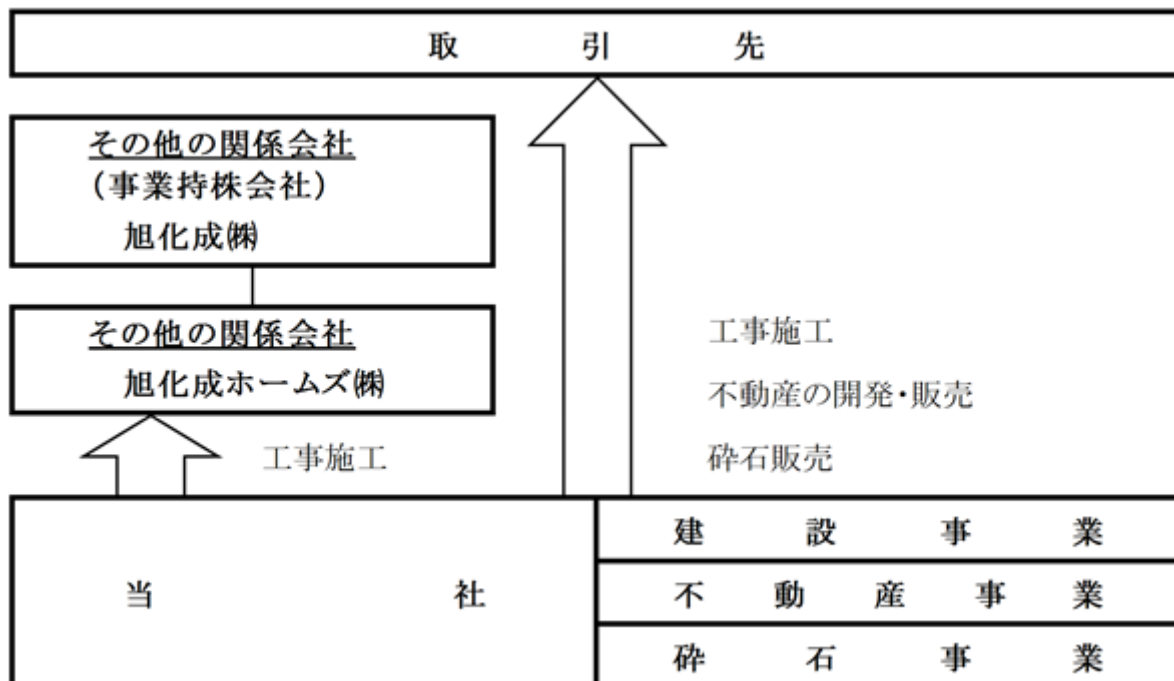 取引先
その他の関係会社
（事業持株会社）
旭化成㈱
その他の関係会社
旭化成ホームズ㈱
工事施工
工事施工
不動産の開発・販売
砕石販売
当社
建設事業
不動産事業
砕石事業